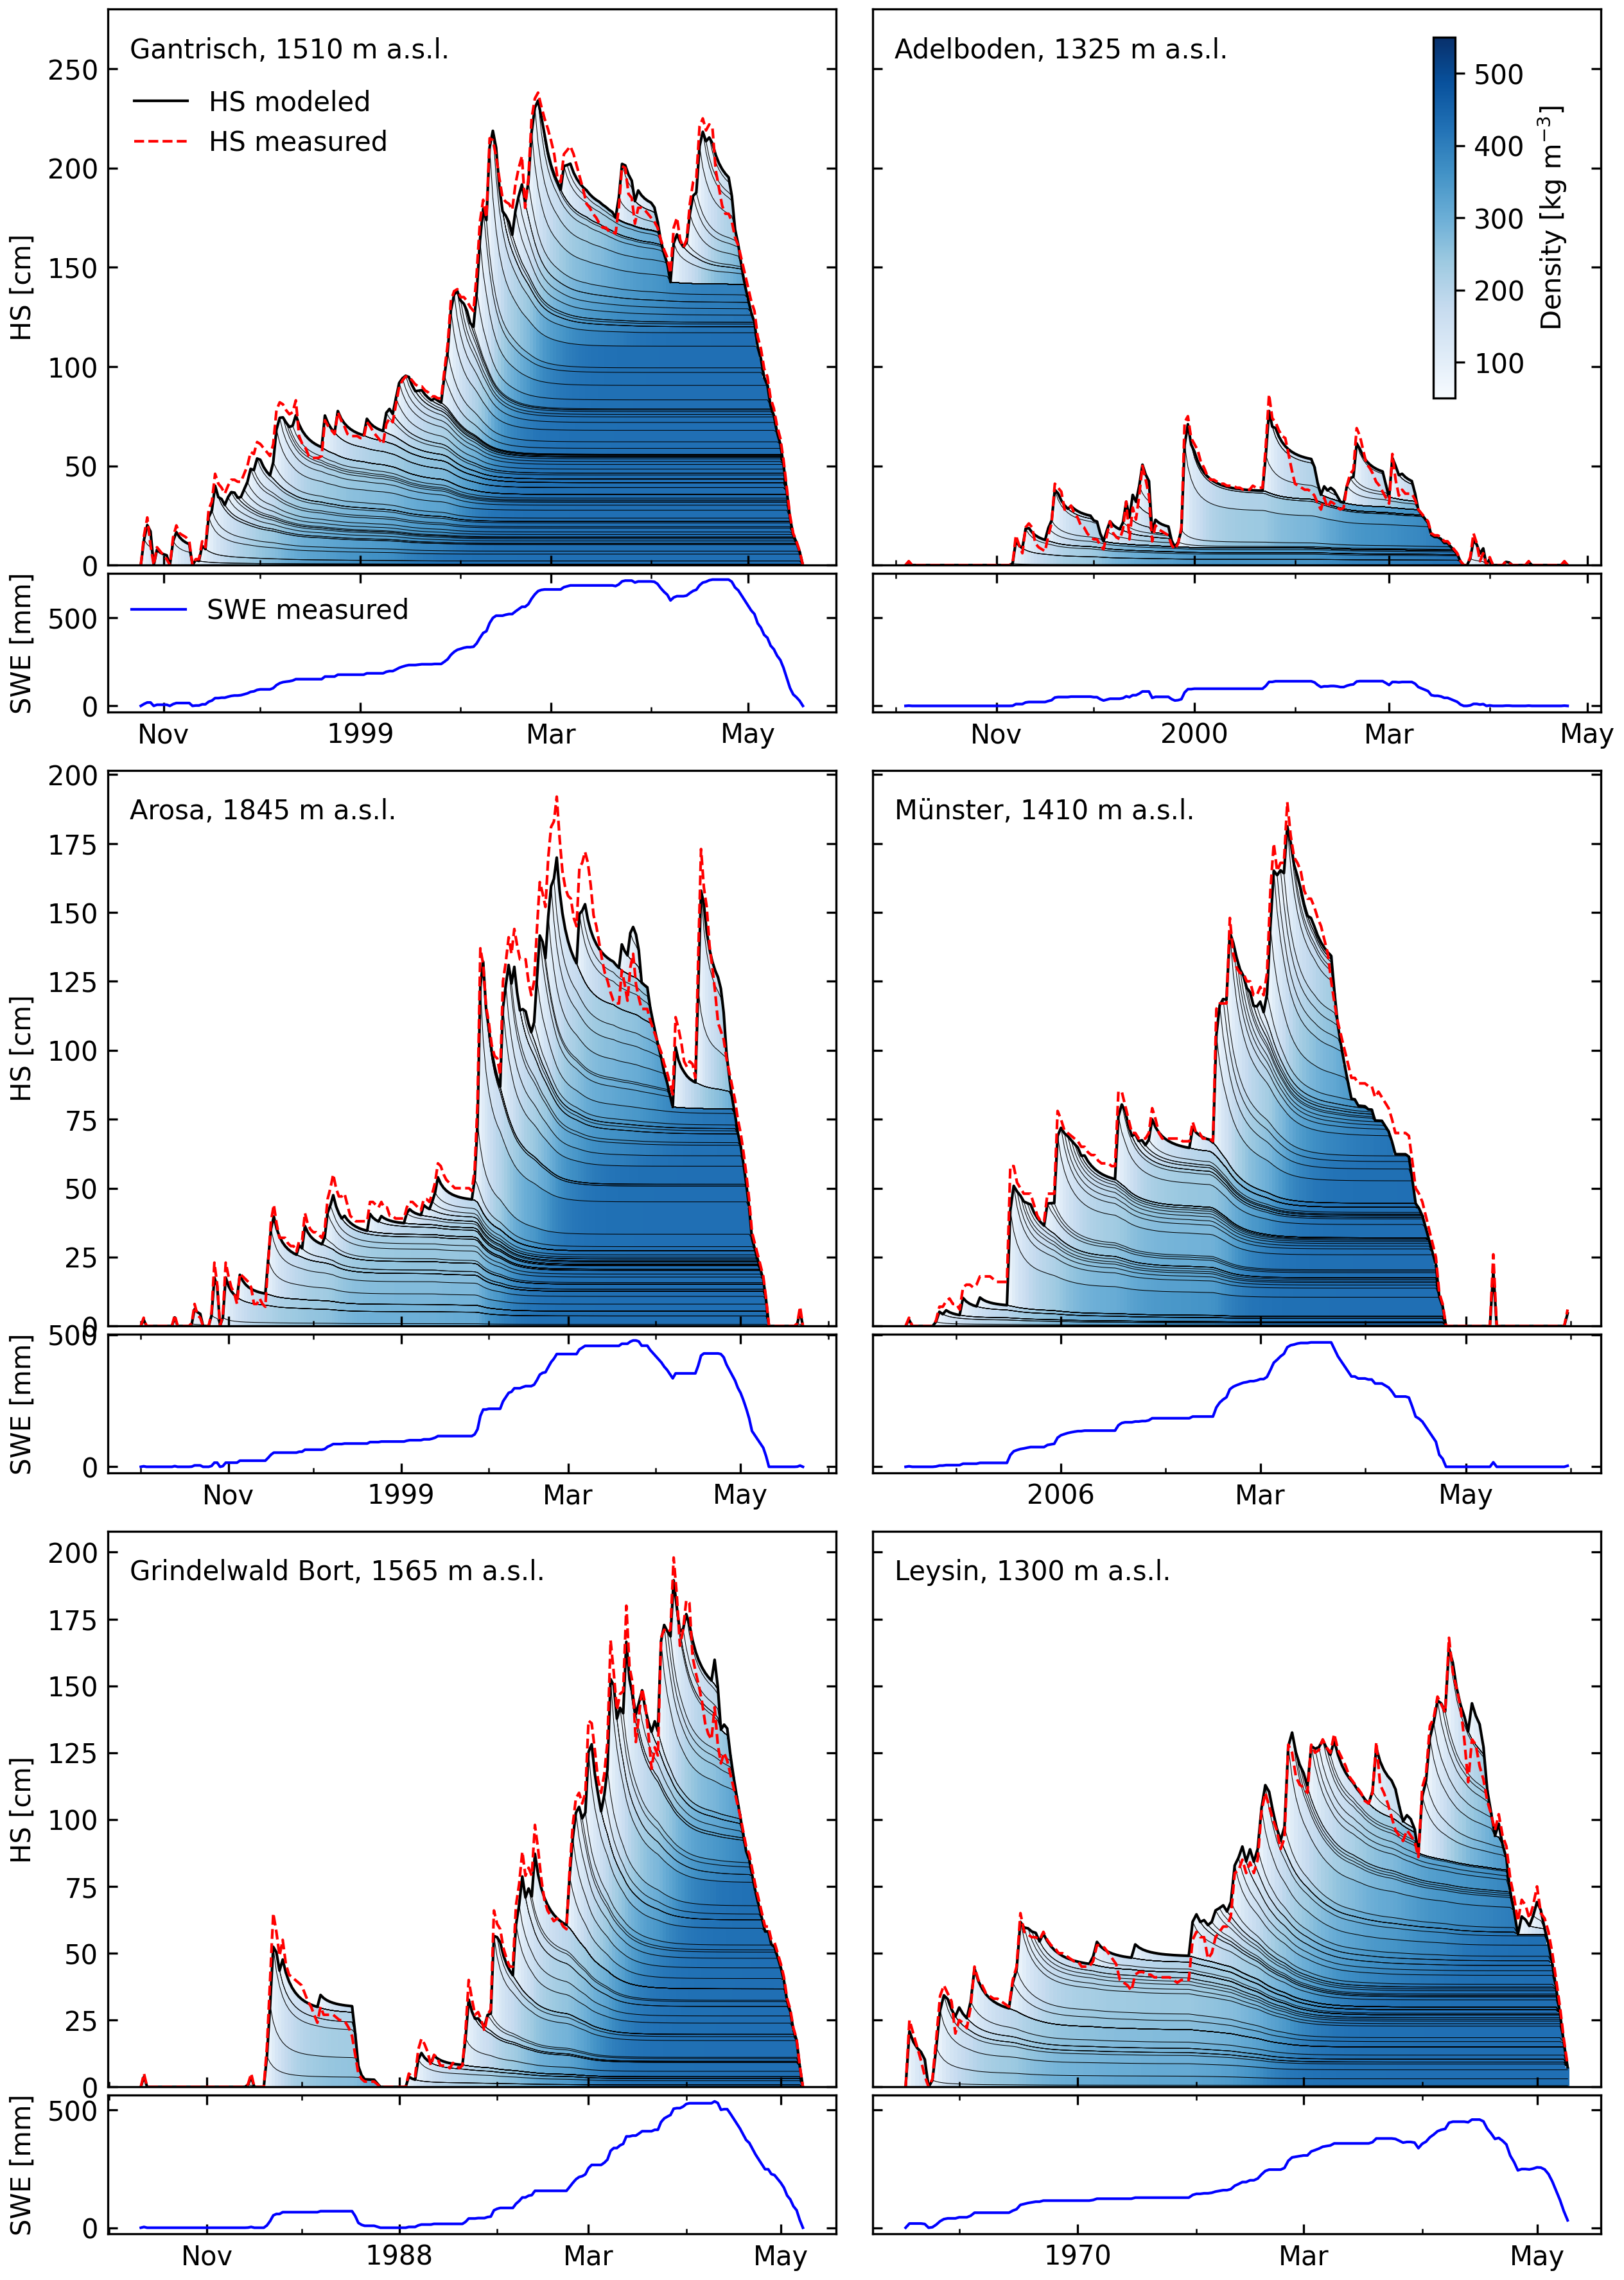 Gantrisch, 1510 m a.s.l.
HS modeled
HS measured
HS [cm]
250
200
150
100
50
0
SWE measured
SWE [mm]
500
0
Nov 1999 Mar May
Adelboden, 1325 m a.s.l.
500
400
300
200
100
Density [kg m⁻³]
Nov 2000 Mar May
Arosa, 1845 m a.s.l.
HS [cm]
200
175
150
125
100
75
50
25
0
SWE [mm]
500
0
Nov 1999 Mar May
Münster, 1410 m a.s.l.
2006 Mar May
Grindelwald Bort, 1565 m a.s.l.
HS [cm]
200
175
150
125
100
75
50
25
0
SWE [mm]
500
0
Nov 1988 Mar May
Leysin, 1300 m a.s.l.
1970 Mar May